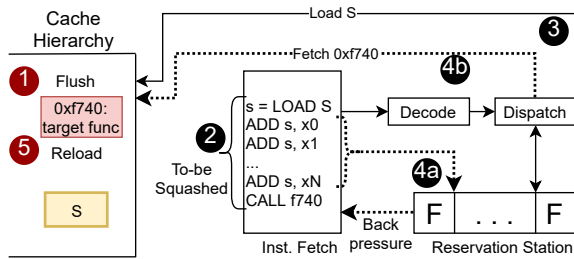 Cache
Hierarchy
Load S
3
1
Flush
Fetch 0xf740
4b
0xf740:
target func
5
Reload
S
2
To-be
Squashed
s = LOAD S
ADD s, x0
ADD s, x1
...
ADD s, xN
CALL f740
Inst. Fetch
Decode
Dispatch
4a
Back
pressure
F
. . .
F
Reservation Station